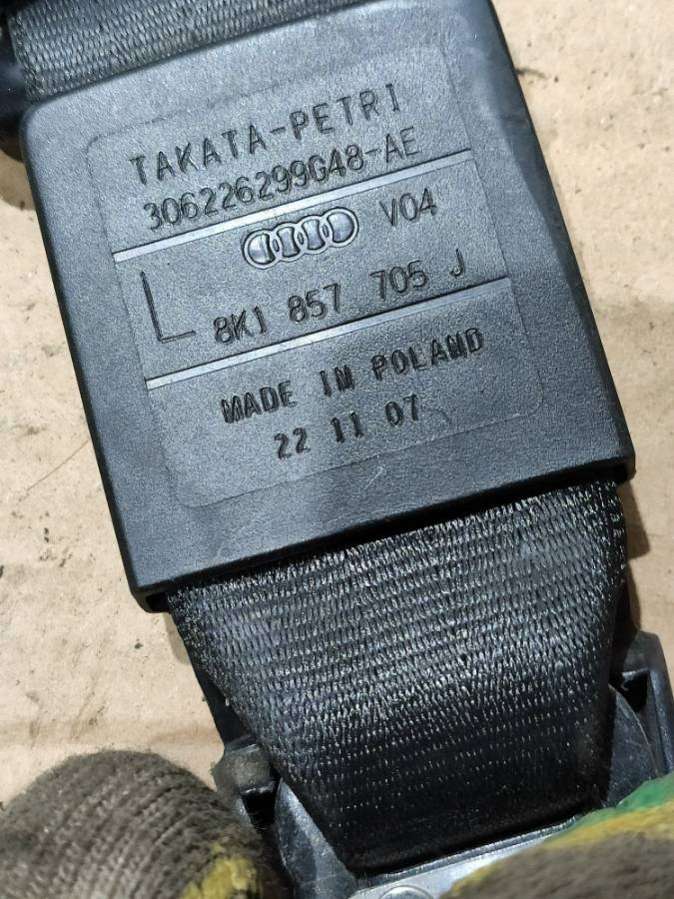 TAKATA-PETRI
306226299G48-AE
V04
L 8K1 857 705 J
MADE IN POLAND
22 11 07